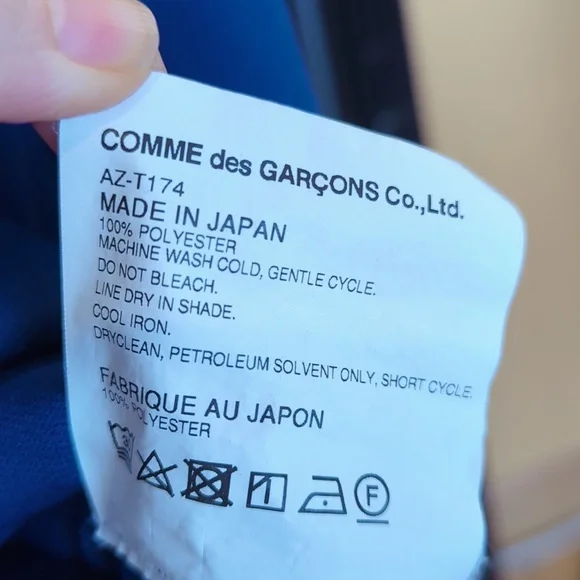 COMME des GARÇONS Co.,Ltd.
AZ-T174
MADE IN JAPAN
100% POLYESTER
MACHINE WASH COLD, GENTLE CYCLE.
DO NOT BLEACH.
LINE DRY IN SHADE.
COOL IRON.
DRYCLEAN, PETROLEUM SOLVENT ONLY, SHORT CYCLE.
FABRIQUE AU JAPON
100% POLYESTER
F